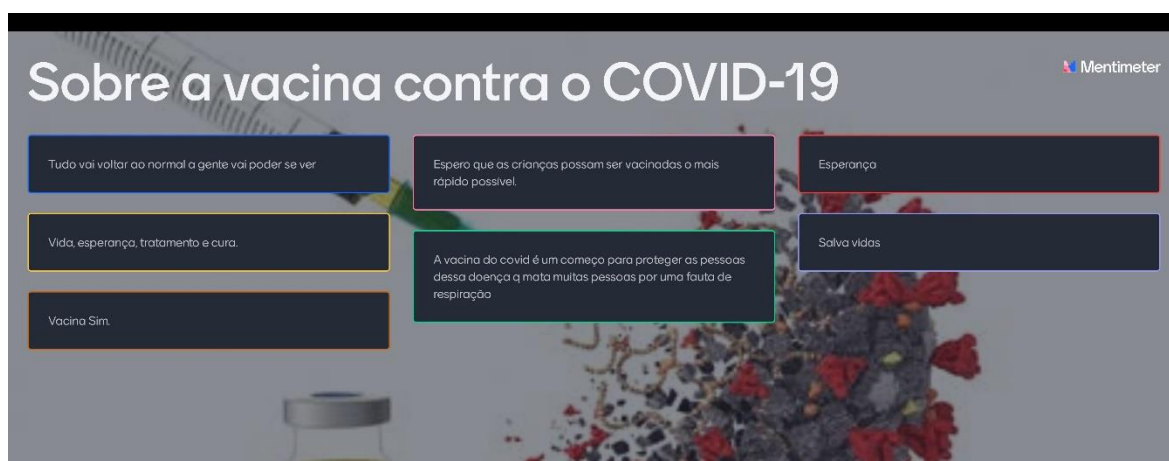 Sobre a vacina contra o COVID-19
Mentimeter
Tudo vai voltar ao normal a gente vai poder se ver
Vida, esperança, tratamento e cura.
Vacina Sim.
Espero que as crianças possam ser vacinadas o mais
rápido possível.
A vacina do covid é um começo para proteger as pessoas
dessa doença q mata muitas pessoas por uma fauta de
respiração
Esperança
Salva vidas